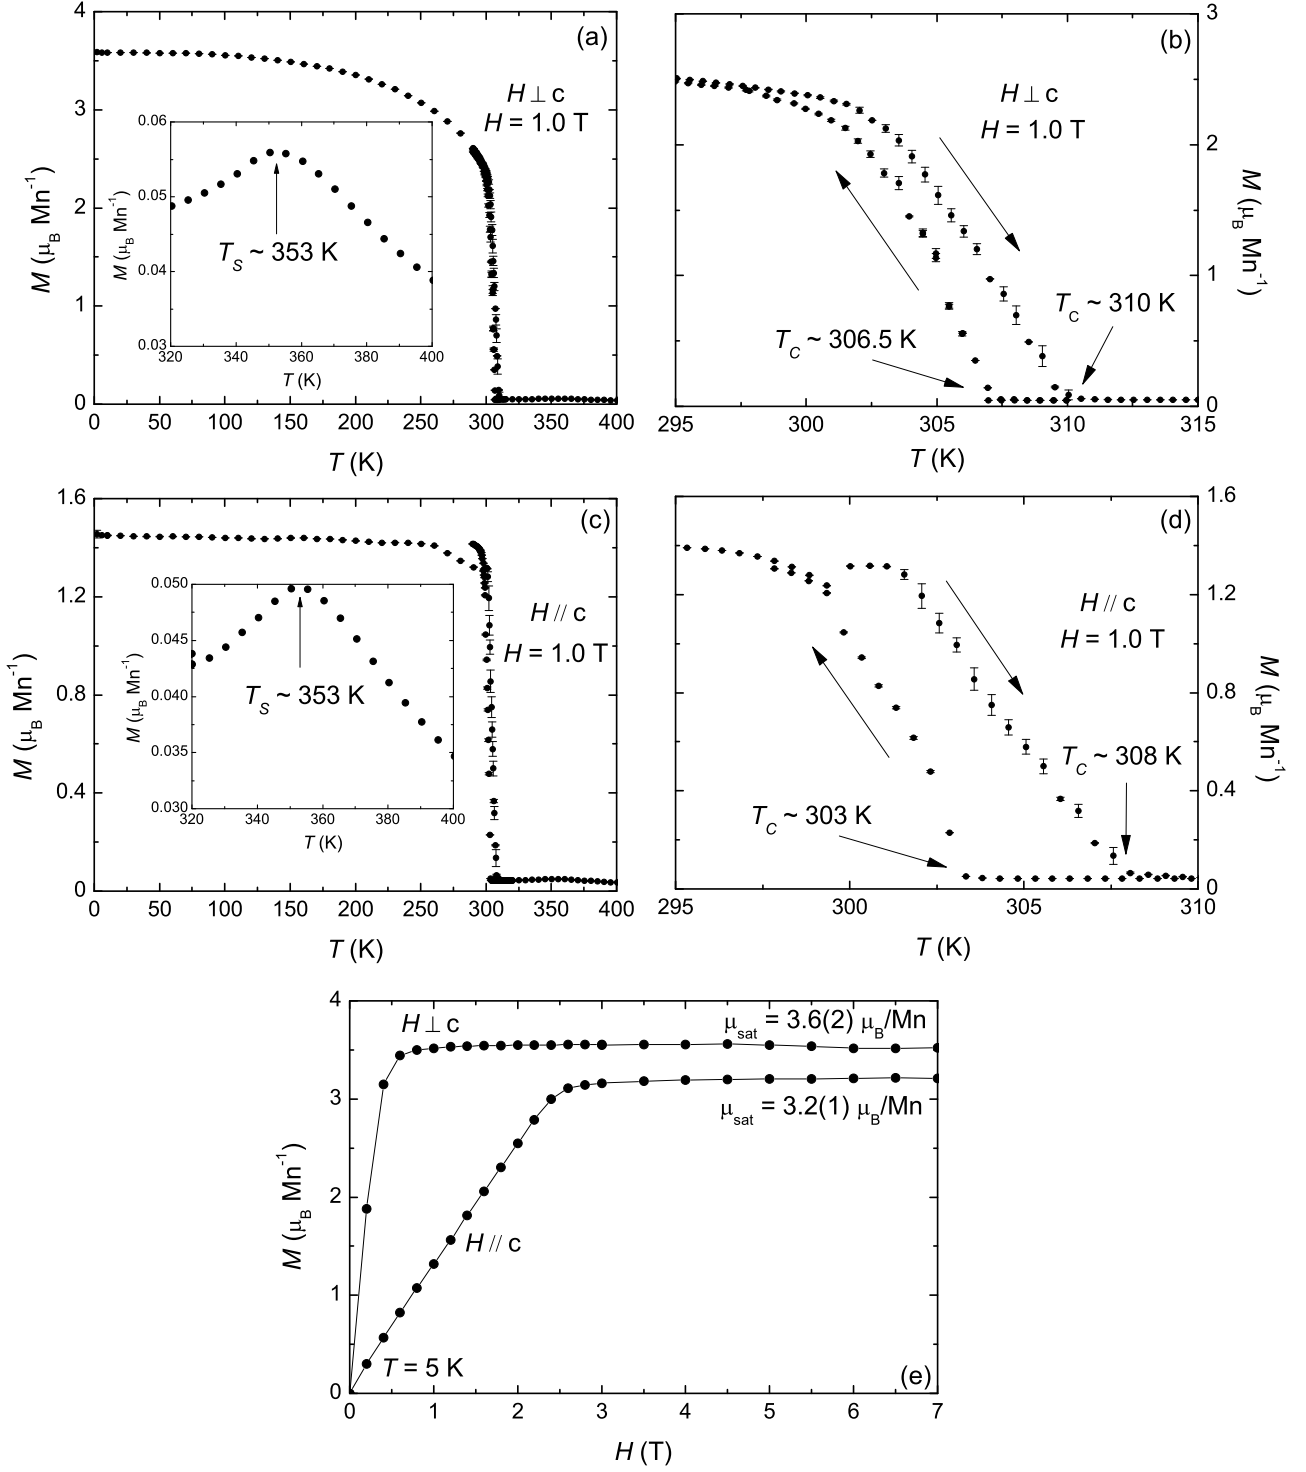 (a)
H ⊥ c
H = 1.0 T
M (μB Mn-1)
4
3
2
1
0
0 50 100 150 200 250 300 350 400
T (K)
0.06
0.05
0.04
0.03
M (μB Mn-1)
TS ~ 353 K
320 340 360 380 400
T (K)
(b)
H ⊥ c
H = 1.0 T
3
2
1
0
M (μB Mn-1)
TC ~ 310 K
TC ~ 306.5 K
295 300 305 310 315
T (K)
(c)
H // c
H = 1.0 T
M (μB Mn-1)
1.6
1.2
0.8
0.4
0
0 50 100 150 200 250 300 350 400
T (K)
0.050
0.045
0.040
0.035
0.030
M (μB Mn-1)
TS ~ 353 K
320 340 360 380 400
T (K)
(d)
H // c
H = 1.0 T
1.6
1.2
0.8
0.4
0
M (μB Mn-1)
TC ~ 308 K
TC ~ 303 K
295 300 305 310
T (K)
4
3
2
1
0
M (μB Mn-1)
H ⊥ c
μsat = 3.6(2) μB/Mn
μsat = 3.2(1) μB/Mn
H // c
T = 5 K
(e)
0 1 2 3 4 5 6 7
H (T)